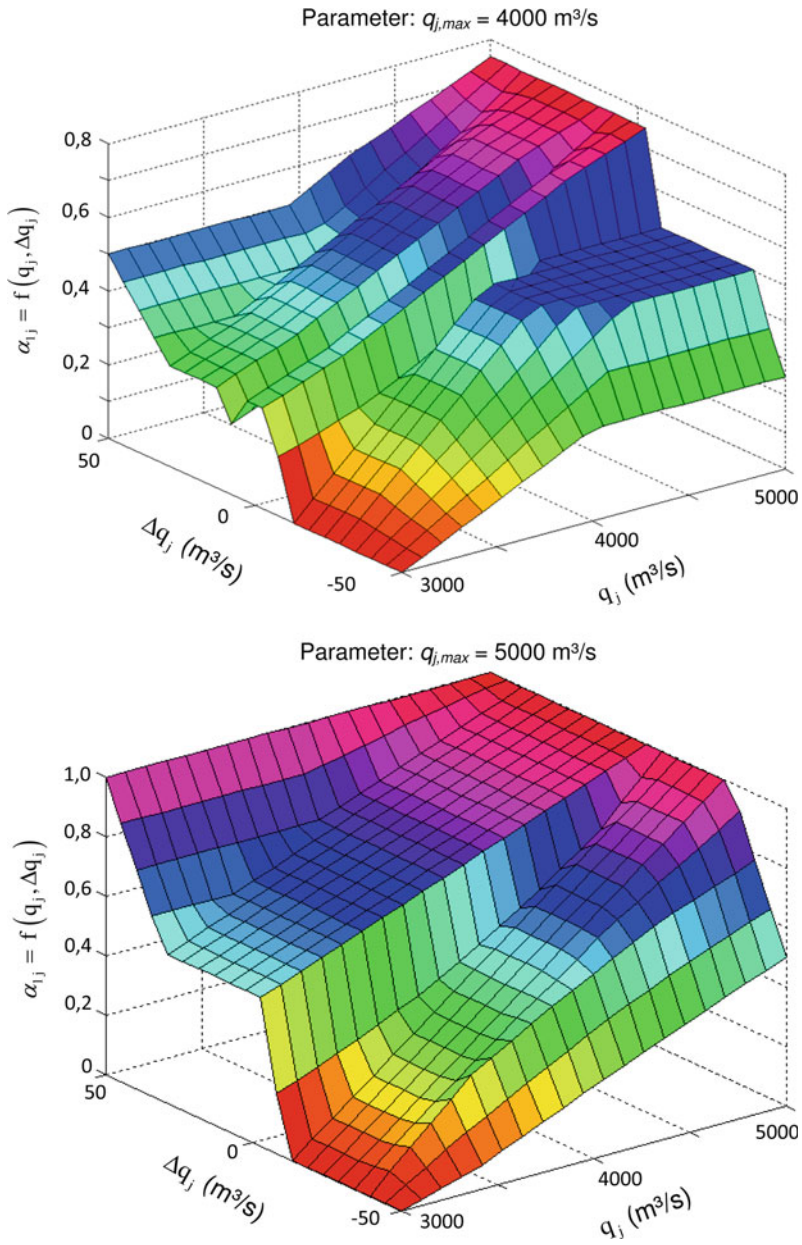 Parameter: qj,max = 4000 m³/s
0,8
0,6
0,4
0,2
0
αij = f (qj, Δqj)
50
0
-50
Δqj (m³/s)
3000
4000
5000
qj (m³/s)
Parameter: qj,max = 5000 m³/s
1,0
0,8
0,6
0,4
0,2
0
αij = f (qj, Δqj)
50
0
-50
Δqj (m³/s)
3000
4000
5000
qj (m³/s)